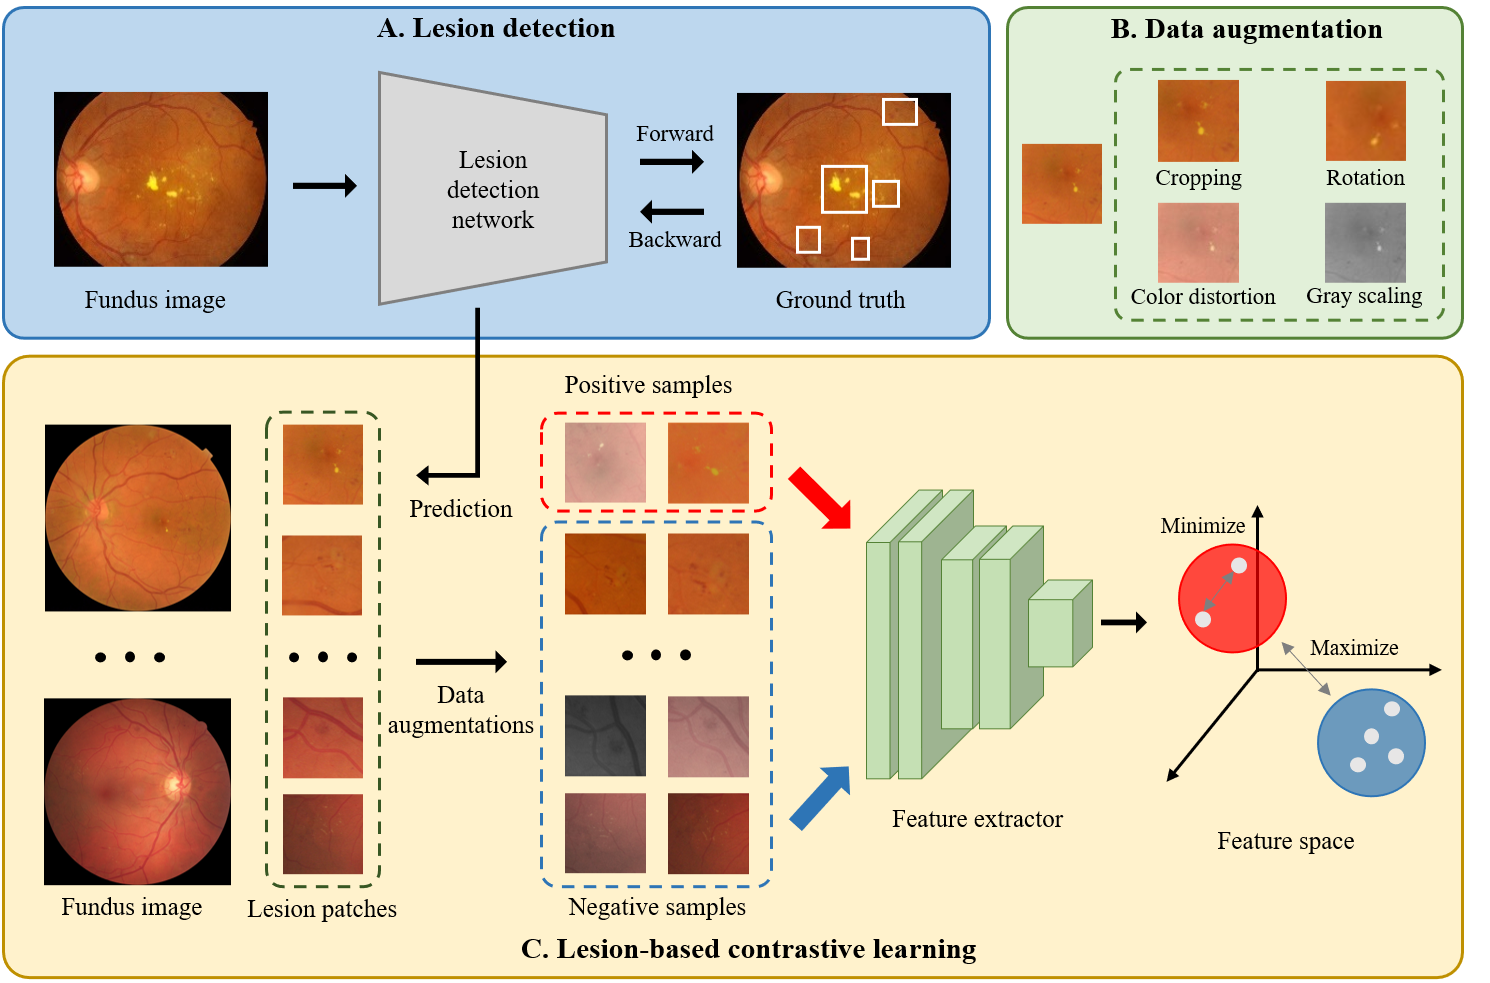 A. Lesion detection
Lesion
detection
network
Forward
Backward
Fundus image
Ground truth
B. Data augmentation
Cropping
Rotation
Color distortion
Gray scaling
Positive samples
Prediction
Data
augmentations
Fundus image
Lesion patches
Negative samples
Feature extractor
Minimize
Maximize
Feature space
C. Lesion-based contrastive learning